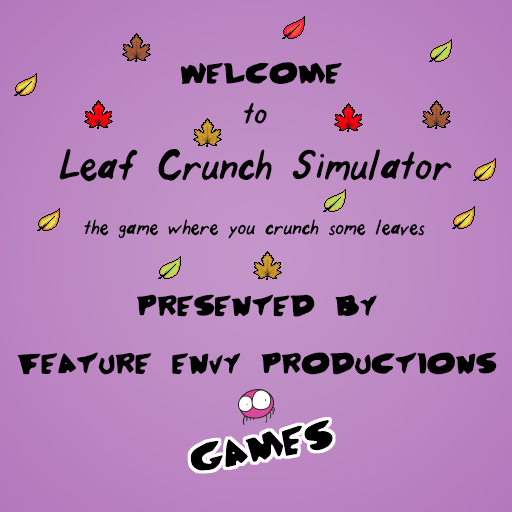 WELCOME
to
Leaf Crunch Simulator
the game where you crunch some leaves
PRESENTED BY
FEATURE ENVY PRODUCTIONS
GAMES